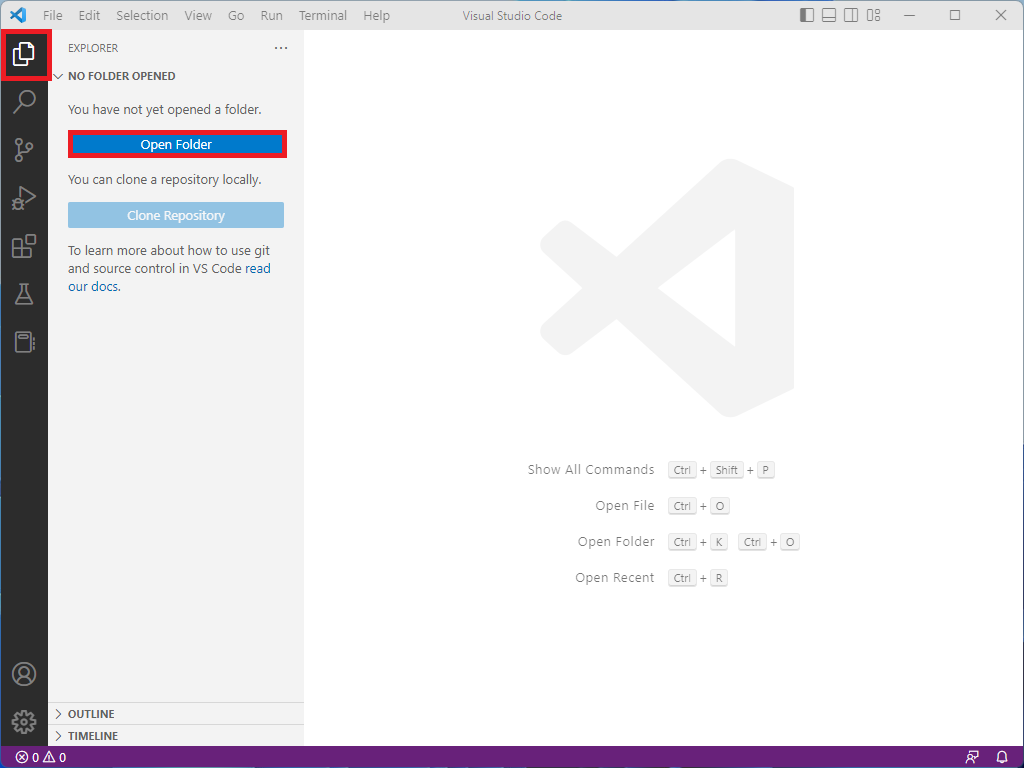 File Edit Selection View Go Run Terminal Help Visual Studio Code
EXPLORER
NO FOLDER OPENED
You have not yet opened a folder.
Open Folder
You can clone a repository locally.
Clone Repository
To learn more about how to use git
and source control in VS Code read
our docs.
Show All Commands Ctrl + Shift + P
Open File Ctrl + O
Open Folder Ctrl + K Ctrl + O
Open Recent Ctrl + R
OUTLINE
TIMELINE
0 0